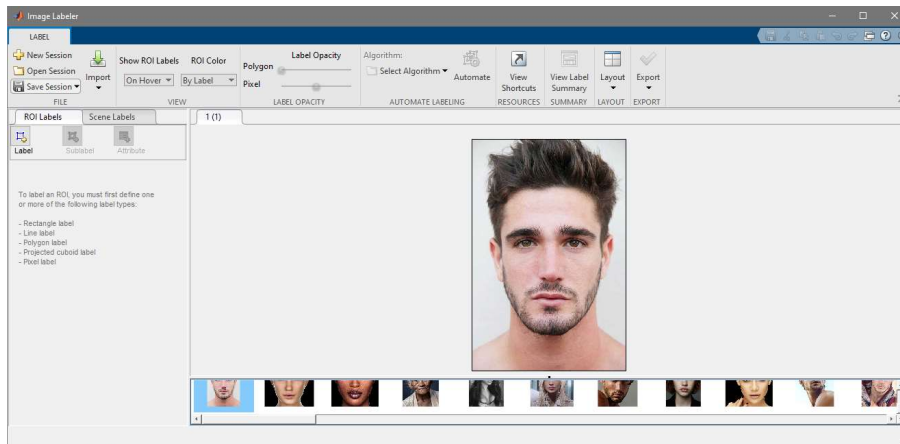 Image Labeler
LABEL
New Session
Open Session
Save Session
Import
FILE
Show ROI Labels
ROI Color
On Hover
By Label
VIEW
Label Opacity
Polygon
Pixel
LABEL OPACITY
Algorithm:
Select Algorithm
Automate
AUTOMATE LABELING
View
Shortcuts
RESOURCES
View Label
Summary
SUMMARY
Layout
LAYOUT
Export
EXPORT
ROI Labels
Scene Labels
1 (1)
Label
Sublabel
Attribute
To label an ROI, you must first define one
or more of the following label types:
- Rectangle label
- Line label
- Polygon label
- Projected cuboid label
- Pixel label